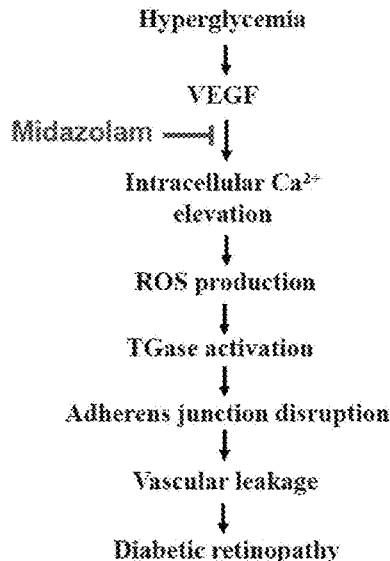 Hyperglycemia
VEGF
Midazolam
Intracellular Ca²⁺
elevation
ROS production
TGase activation
Adherens junction disruption
Vascular leakage
Diabetic retinopathy